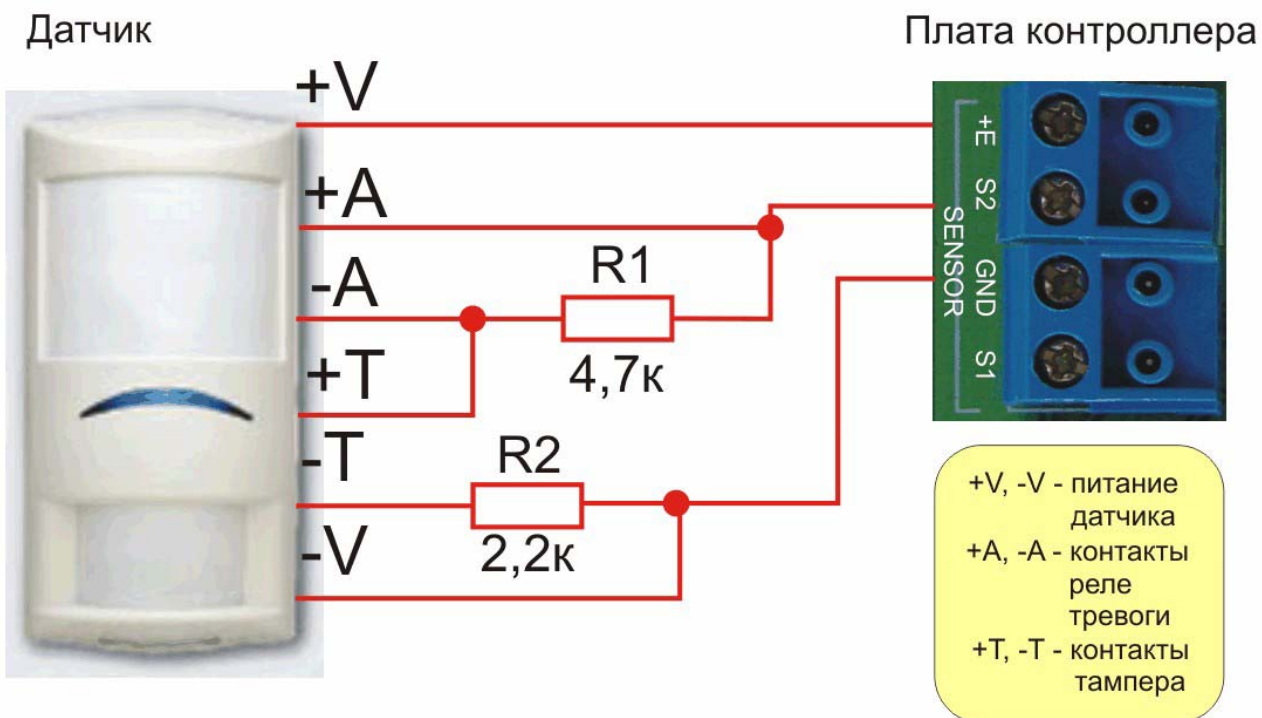 Датчик
Плата контроллера
+V
+A
-A
+T
-T
-V
R1
4,7к
R2
2,2к
+E
S2
GND
S1
SENSOR
+V, -V - питание
датчика
+A, -A - контакты
реле
тревоги
+T, -T - контакты
тампера